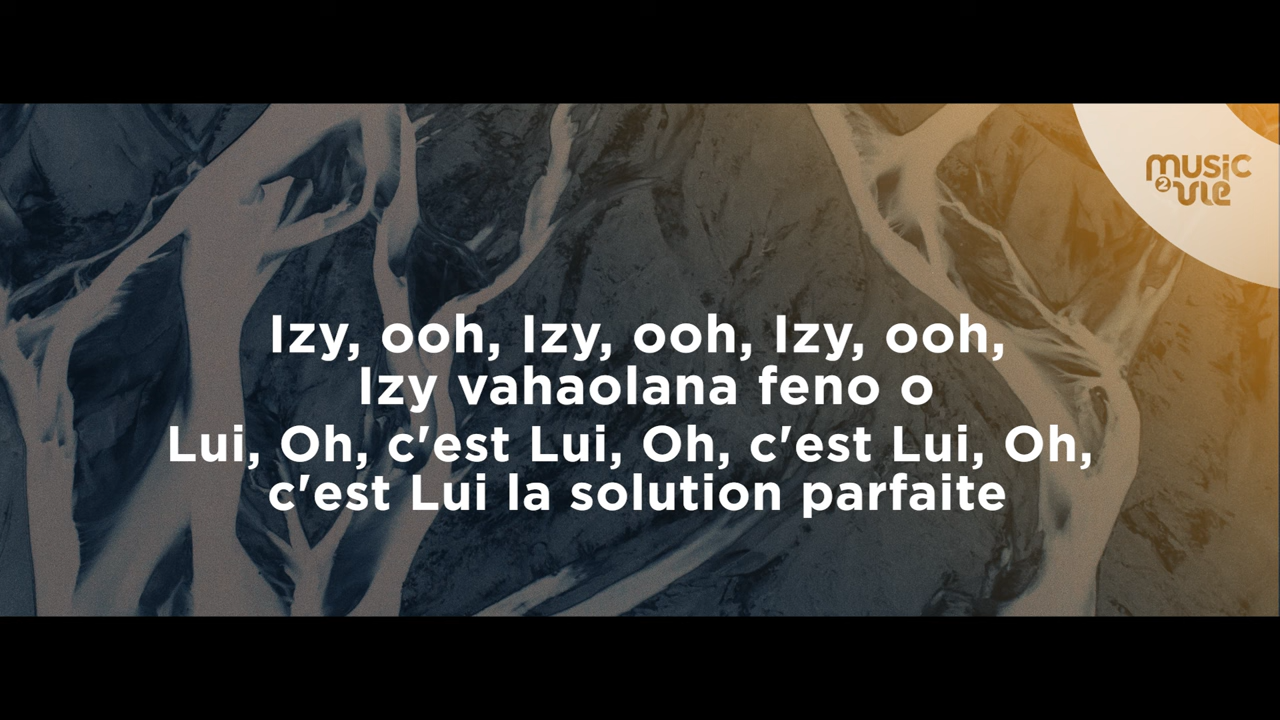 MUSIC
2 VIE
Izy, ooh, Izy, ooh, Izy, ooh,
Izy vahaolana feno o
Lui, Oh, c'est Lui, Oh, c'est Lui, Oh,
c'est Lui la solution parfaite